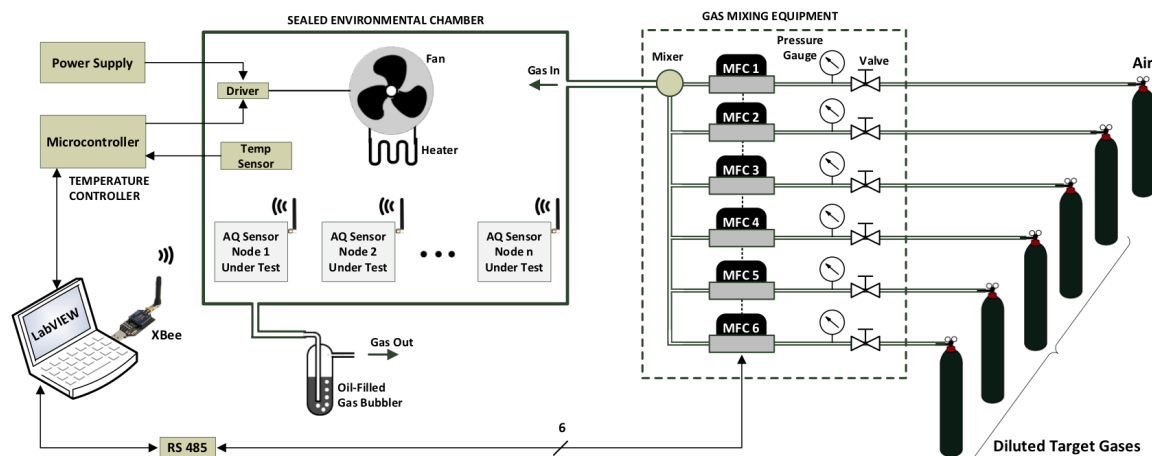 SEALED ENVIRONMENTAL CHAMBER
GAS MIXING EQUIPMENT
Power Supply
Driver
Fan
Gas In
Mixer
MFC 1
Pressure
Gauge
Valve
Air
Microcontroller
Temp
Sensor
Heater
MFC 2
TEMPERATURE
CONTROLLER
MFC 3
AQ Sensor
Node 1
Under Test
AQ Sensor
Node 2
Under Test
AQ Sensor
Node n
Under Test
MFC 4
MFC 5
LabVIEW
XBee
MFC 6
Gas Out
Oil-Filled
Gas Bubbler
6
RS 485
Diluted Target Gases